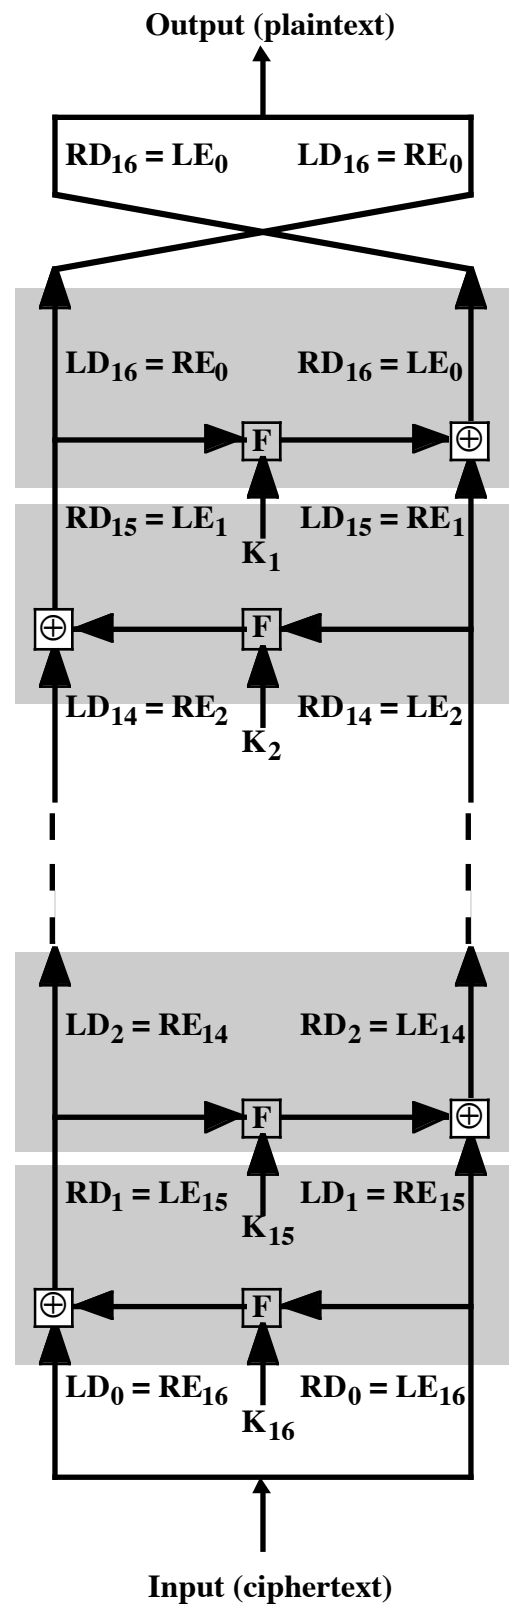 Output (plaintext)
RD₁₆ = LE₀ LD₁₆ = RE₀
LD₁₆ = RE₀ RD₁₆ = LE₀
F ⊕
RD₁₅ = LE₁ LD₁₅ = RE₁
K₁
⊕ F
LD₁₄ = RE₂ RD₁₄ = LE₂
K₂
LD₂ = RE₁₄ RD₂ = LE₁₄
F ⊕
RD₁ = LE₁₅ LD₁ = RE₁₅
K₁₅
⊕ F
LD₀ = RE₁₆ RD₀ = LE₁₆
K₁₆
Input (ciphertext)